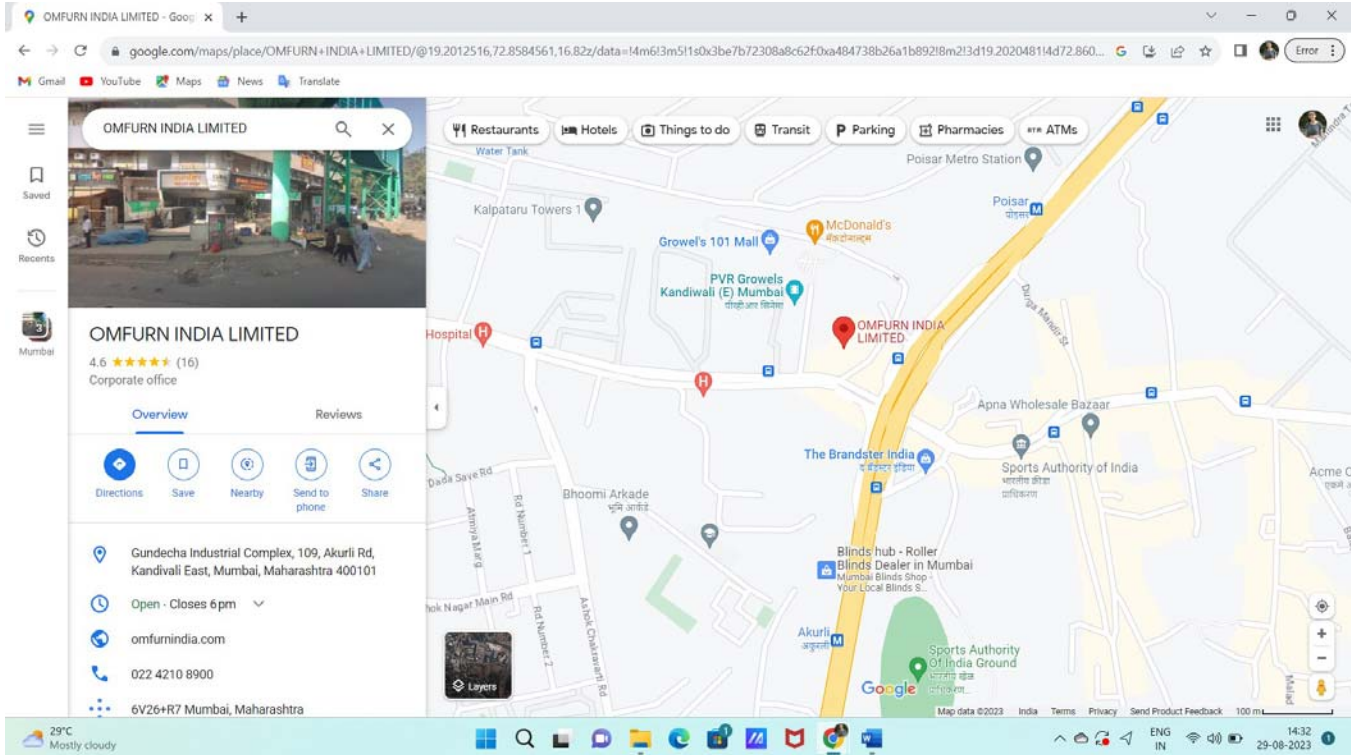 OMFURN INDIA LIMITED - Goog
google.com/maps/place/OMFURN+INDIA+LIMITED/@19.2012516,72.8584561,16.82z/data=!4m6!3m5!1s0x3be7b72308a8c62f:0xa484738b26a1b892!8m2!3d19.2020481!4d72.860...
Error
Gmail
YouTube
Maps
News
Translate
OMFURN INDIA LIMITED
Saved
Recents
3
Mumbai
OMFURN INDIA LIMITED
4.6 (16)
Corporate office
Overview
Reviews
Directions
Save
Nearby
Send to
phone
Share
Gundecha Industrial Complex, 109, Akurli Rd,
Kandivali East, Mumbai, Maharashtra 400101
Open · Closes 6 pm
omfurnindia.com
022 4210 8900
6V26+R7 Mumbai, Maharashtra
Restaurants
Hotels
Things to do
Transit
P Parking
Pharmacies
ATM ATMs
Water Tank
Poisar Metro Station
Kalpataru Towers 1
Poisar
पोइसर
McDonald's
मॅकडोनाल्ड्स
Growel's 101 Mall
PVR Growels
Kandiwali (E) Mumbai
पीव्हीआर सिनेमा
OMFURN INDIA
LIMITED
Durga Mandir St
Hospital
H
H
Apna Wholesale Bazaar
The Brandster India
द ब्रँडस्टर इंडिया
Sports Authority of India
भारतीय क्रीडा
प्राधिकरण
Acme
Dada Save Rd
Rd Number 1
Atmiya Marg
Bhoomi Arkade
भूमि आर्केड
Blinds hub - Roller
Blinds Dealer in Mumbai
Mumbai Blinds Shop -
Your Local Blinds S...
hok Nagar Main Rd
Rd Number 2
Ashok Chakravarti Rd
Akurli
आकुर्ली
Sports Authority
Of India Ground
Malad
Layers
Google
Map data ©2023
India
Terms
Privacy
Send Product Feedback
100 m
29°C
Mostly cloudy
ENG
IN
14:32
29-08-2023